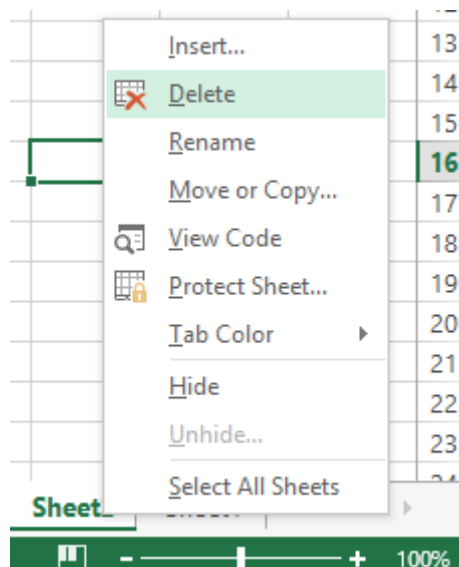 Insert...
13
Delete
14
15
Rename
16
Move or Copy...
17
View Code
18
Protect Sheet...
19
Tab Color
20
21
Hide
22
Unhide...
23
Select All Sheets
100%